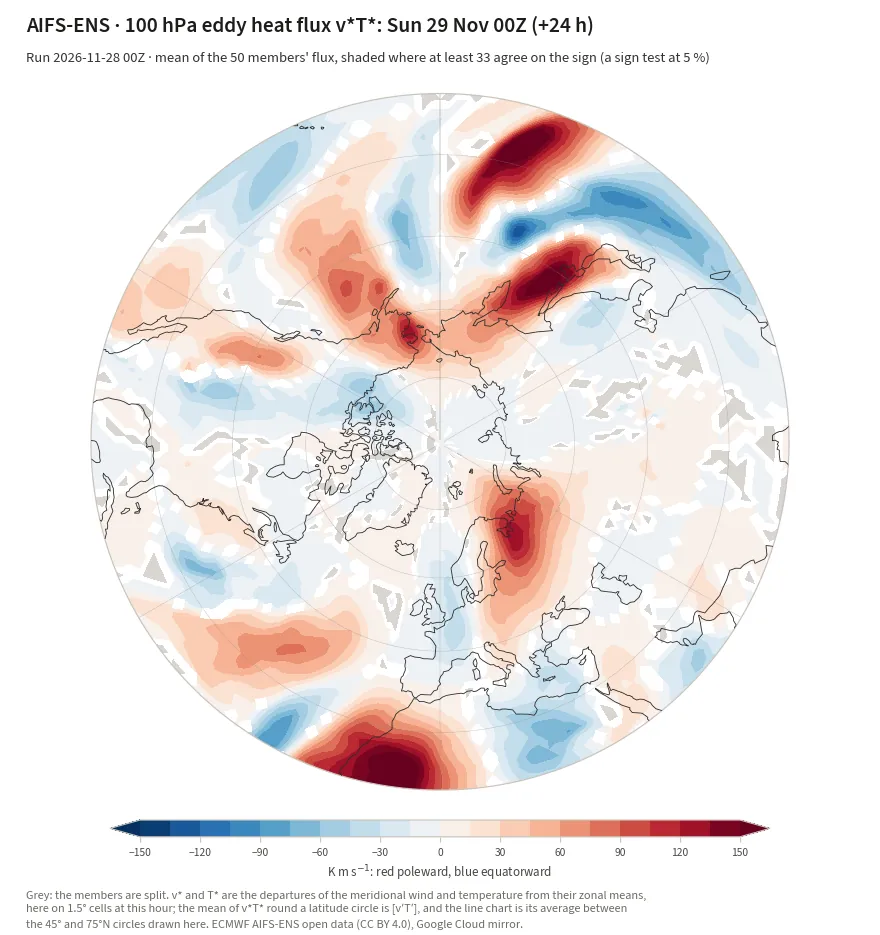 AIFS-ENS · 100 hPa eddy heat flux v*T*: Sun 29 Nov 00Z (+24 h)
Run 2026-11-28 00Z · mean of the 50 members' flux, shaded where at least 33 agree on the sign (a sign test at 5 %)
−150 −120 −90 −60 −30 0 30 60 90 120 150
K m s⁻¹: red poleward, blue equatorward
Grey: the members are split. v* and T* are the departures of the meridional wind and temperature from their zonal means,
here on 1.5° cells at this hour; the mean of v*T* round a latitude circle is [v′T′], and the line chart is its average between
the 45° and 75°N circles drawn here. ECMWF AIFS-ENS open data (CC BY 4.0), Google Cloud mirror.